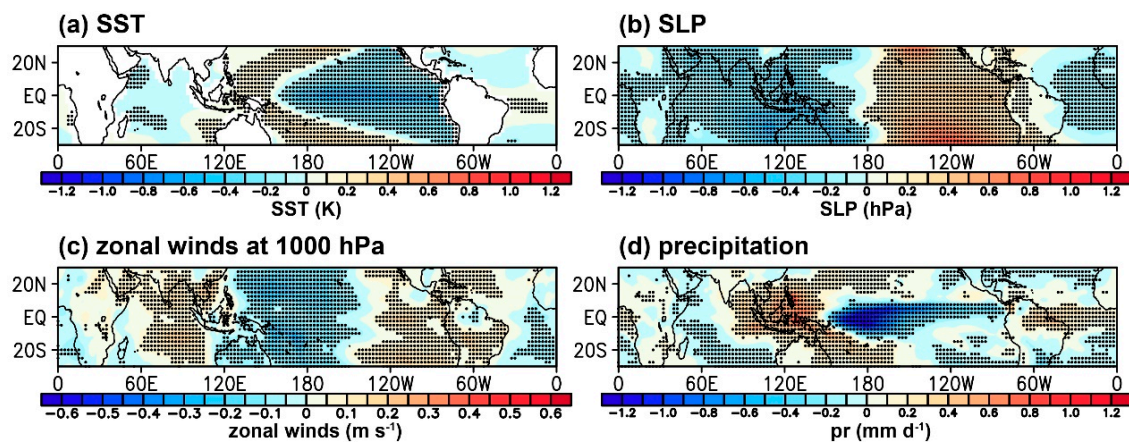 (a) SST
(b) SLP
20N
EQ
20S
0 60E 120E 180 120W 60W 0
20N
EQ
20S
0 60E 120E 180 120W 60W 0
−1.2 −1.0 −0.8 −0.6 −0.4 −0.2 0 0.2 0.4 0.6 0.8 1.0 1.2
SST (K)
−1.2 −1.0 −0.8 −0.6 −0.4 −0.2 0 0.2 0.4 0.6 0.8 1.0 1.2
SLP (hPa)
(c) zonal winds at 1000 hPa
(d) precipitation
20N
EQ
20S
0 60E 120E 180 120W 60W 0
20N
EQ
20S
0 60E 120E 180 120W 60W 0
−0.6 −0.5 −0.4 −0.3 −0.2 −0.1 0 0.1 0.2 0.3 0.4 0.5 0.6
zonal winds (m s⁻¹)
−1.2 −1.0 −0.8 −0.6 −0.4 −0.2 0 0.2 0.4 0.6 0.8 1.0 1.2
pr (mm d⁻¹)